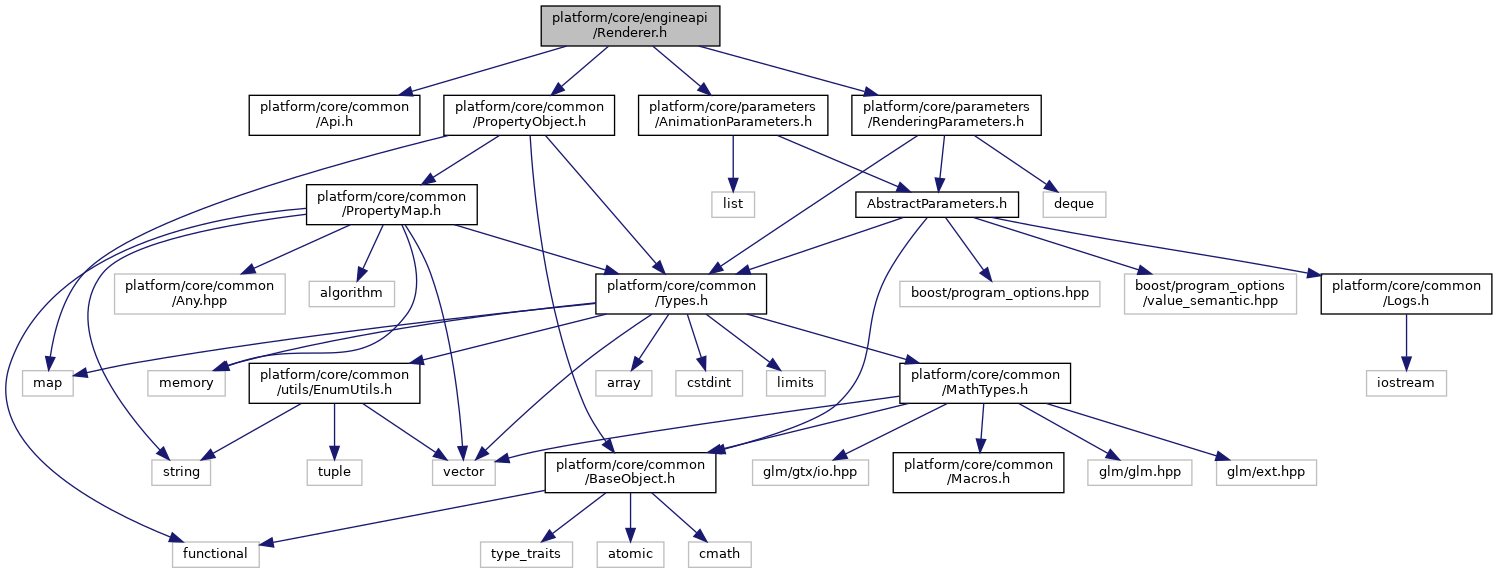 platform/core/engineapi
/Renderer.h
platform/core/common
/Api.h
platform/core/common
/PropertyObject.h
platform/core/parameters
/AnimationParameters.h
platform/core/parameters
/RenderingParameters.h
platform/core/common
/PropertyMap.h
list
AbstractParameters.h
deque
platform/core/common
/Any.hpp
algorithm
platform/core/common
/Types.h
boost/program_options.hpp
boost/program_options
/value_semantic.hpp
platform/core/common
/Logs.h
map
memory
platform/core/common
/utils/EnumUtils.h
array
cstdint
limits
platform/core/common
/MathTypes.h
iostream
string
tuple
vector
platform/core/common
/BaseObject.h
glm/gtx/io.hpp
platform/core/common
/Macros.h
glm/glm.hpp
glm/ext.hpp
functional
type_traits
atomic
cmath